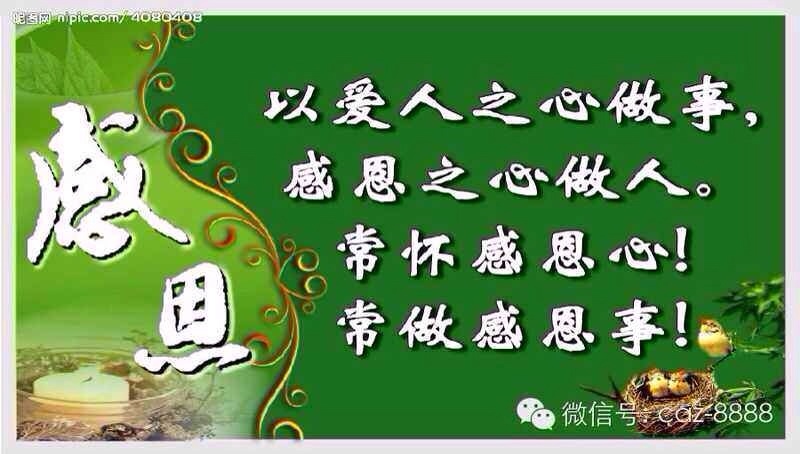 昵图网 nipic.com/4080408
感恩
以爱人之心做事，
感恩之心做人。
常怀感恩心！
常做感恩事！
微信号：cqz-8888